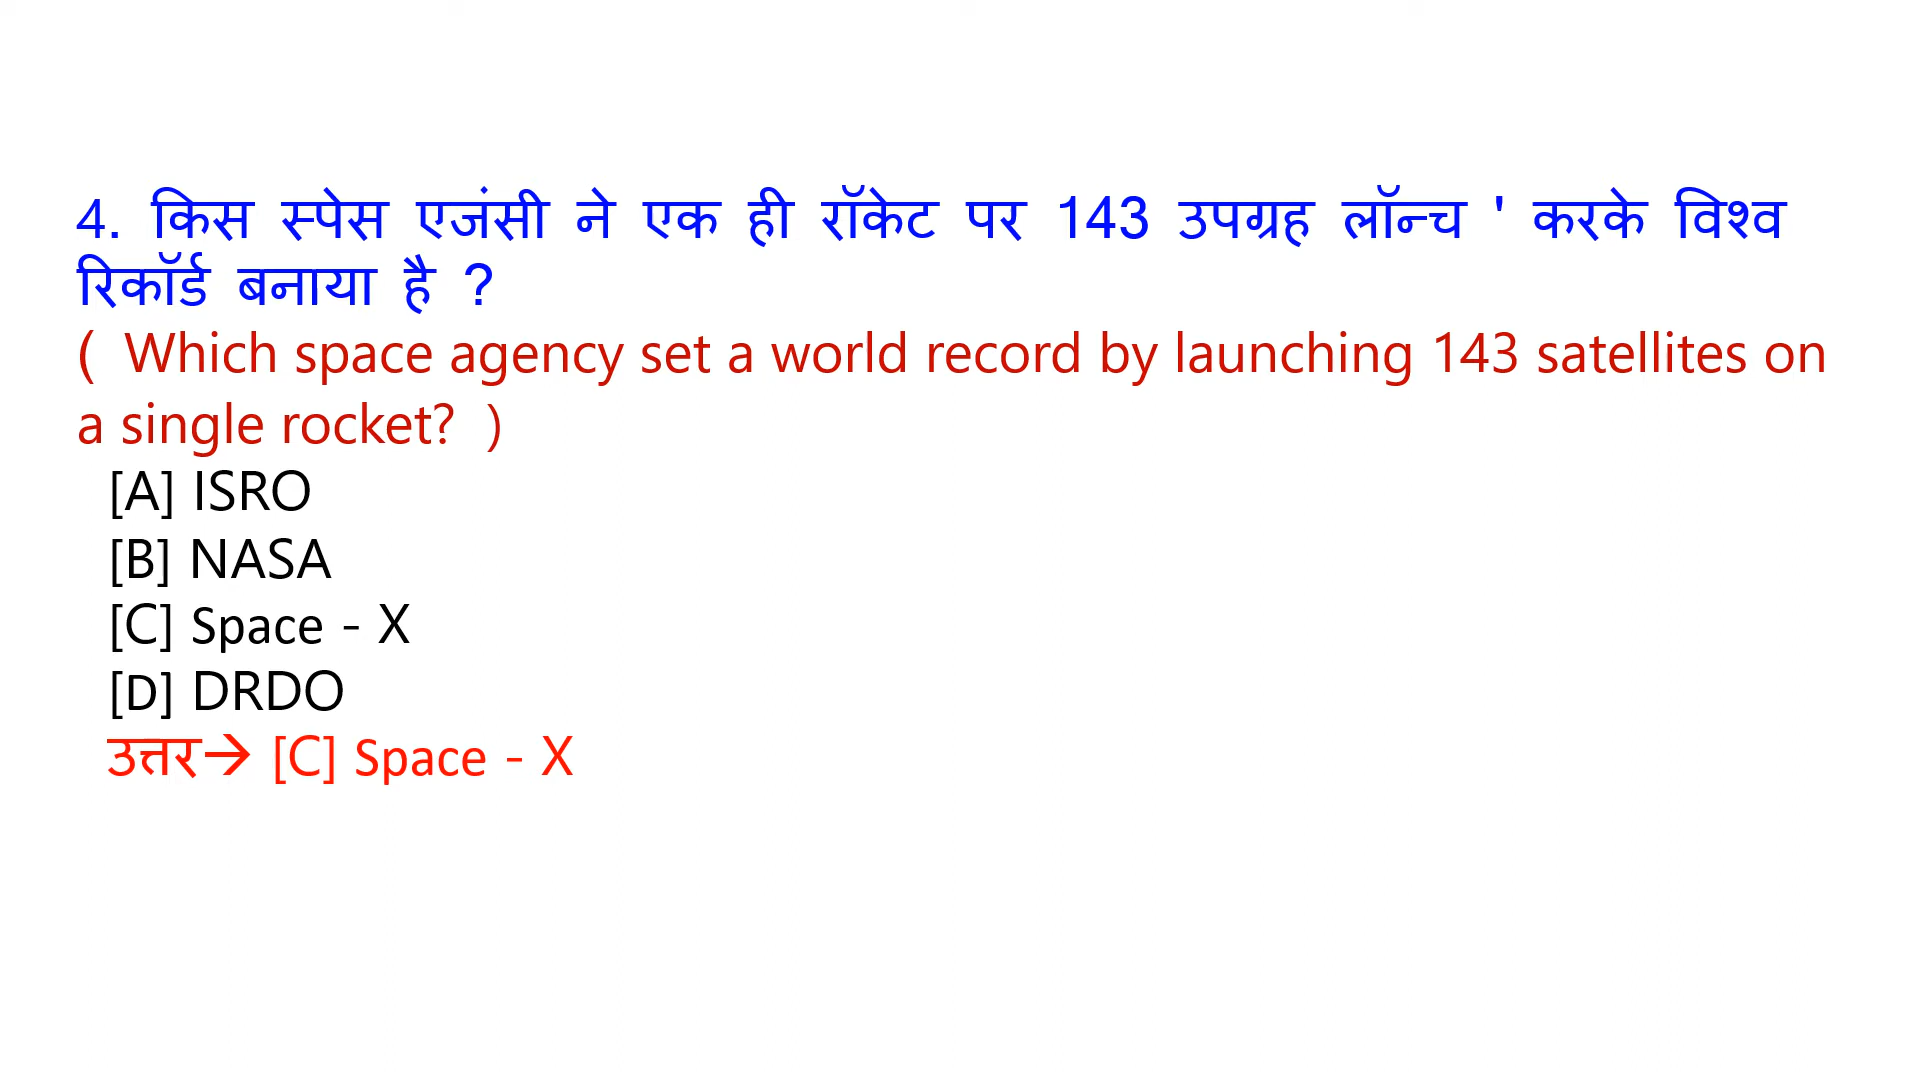 4. किस स्पेस एजंसी ने एक ही रॉकेट पर 143 उपग्रह लॉन्च ' करके विश्व
रिकॉर्ड बनाया है ?
( Which space agency set a world record by launching 143 satellites on
a single rocket? )
[A] ISRO
[B] NASA
[C] Space - X
[D] DRDO
उत्तर→ [C] Space - X